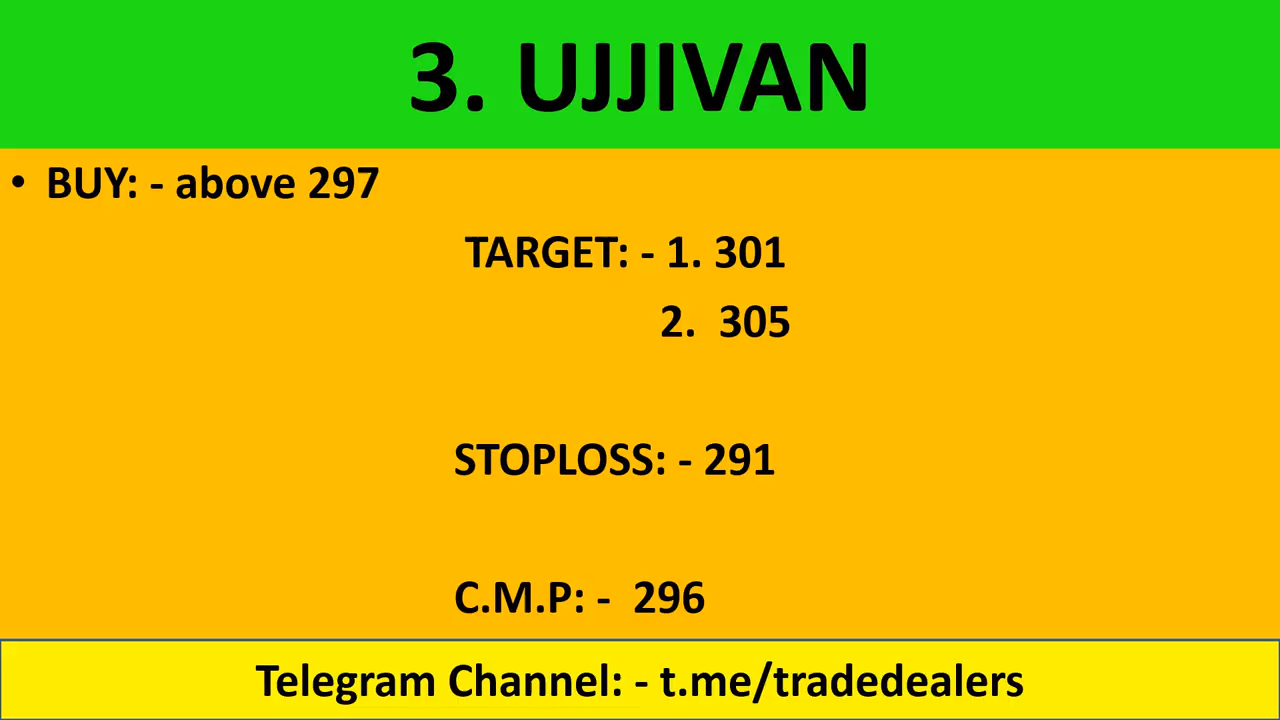 3. UJJIVAN
• BUY: - above 297
TARGET: - 1. 301
2. 305
STOPLOSS: - 291
C.M.P: - 296
Telegram Channel: - t.me/tradedealers